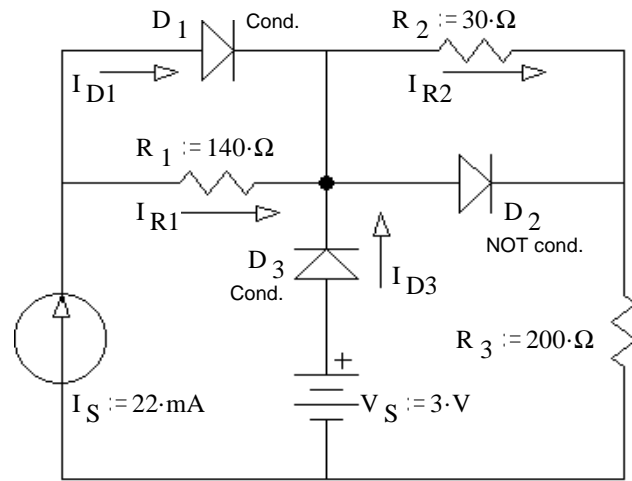 D 1 Cond.
R 2 := 30·Ω
I D1
I R2
R 1 := 140·Ω
I R1
D 2
NOT cond.
D 3
Cond.
I D3
R 3 := 200·Ω
+
I S := 22·mA
V S := 3·V